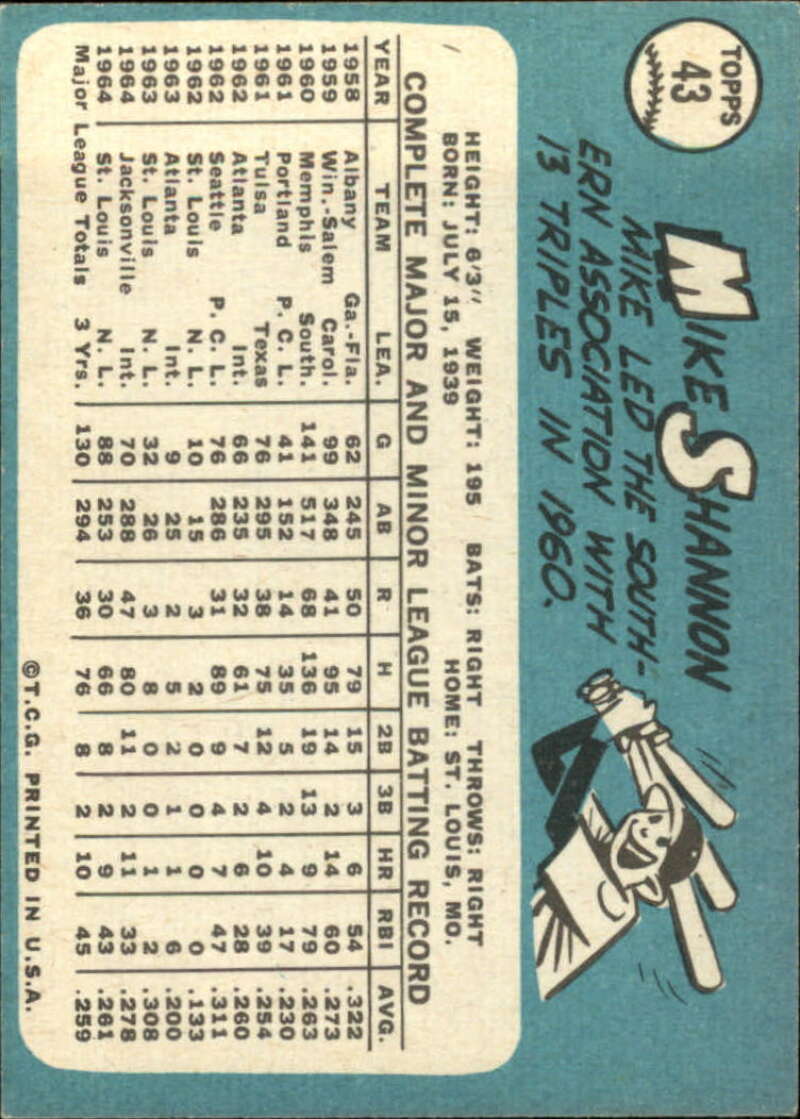 TOPPS
43
MIKE SHANNON
MIKE LED THE SOUTH-
ERN ASSOCIATION WITH
13 TRIPLES IN 1960.
HEIGHT: 6'3" WEIGHT: 195 BATS: RIGHT THROWS: RIGHT
BORN: JULY 15, 1939 HOME: ST. LOUIS, MO.
COMPLETE MAJOR AND MINOR LEAGUE BATTING RECORD
YEAR TEAM LEA. G AB R H 2B 3B HR RBI AVG.
1958 Albany Ga.-Fla. 62 245 50 79 15 3 6 54 .322
1959 Win.-Salem Carol. 99 348 41 95 14 2 14 60 .273
1960 Memphis South. 141 517 68 136 19 13 9 79 .263
1961 Portland P. C. L. 41 152 14 35 5 2 4 17 .230
1961 Tulsa Texas 76 295 38 75 12 4 10 39 .254
1962 Atlanta Int. 66 235 32 61 7 2 6 28 .260
1962 Seattle P. C. L. 76 286 31 89 9 4 7 47 .311
1962 St. Louis N. L. 10 15 3 2 0 0 0 0 .133
1963 Atlanta Int. 9 25 2 5 2 1 1 6 .200
1963 St. Louis N. L. 32 26 3 8 0 0 1 2 .308
1964 Jacksonville Int. 70 288 47 80 11 2 11 33 .278
1964 St. Louis N. L. 88 253 30 66 8 2 9 43 .261
Major League Totals 3 Yrs. 130 294 36 76 8 2 10 45 .259
©T.C.G. PRINTED IN U.S.A.